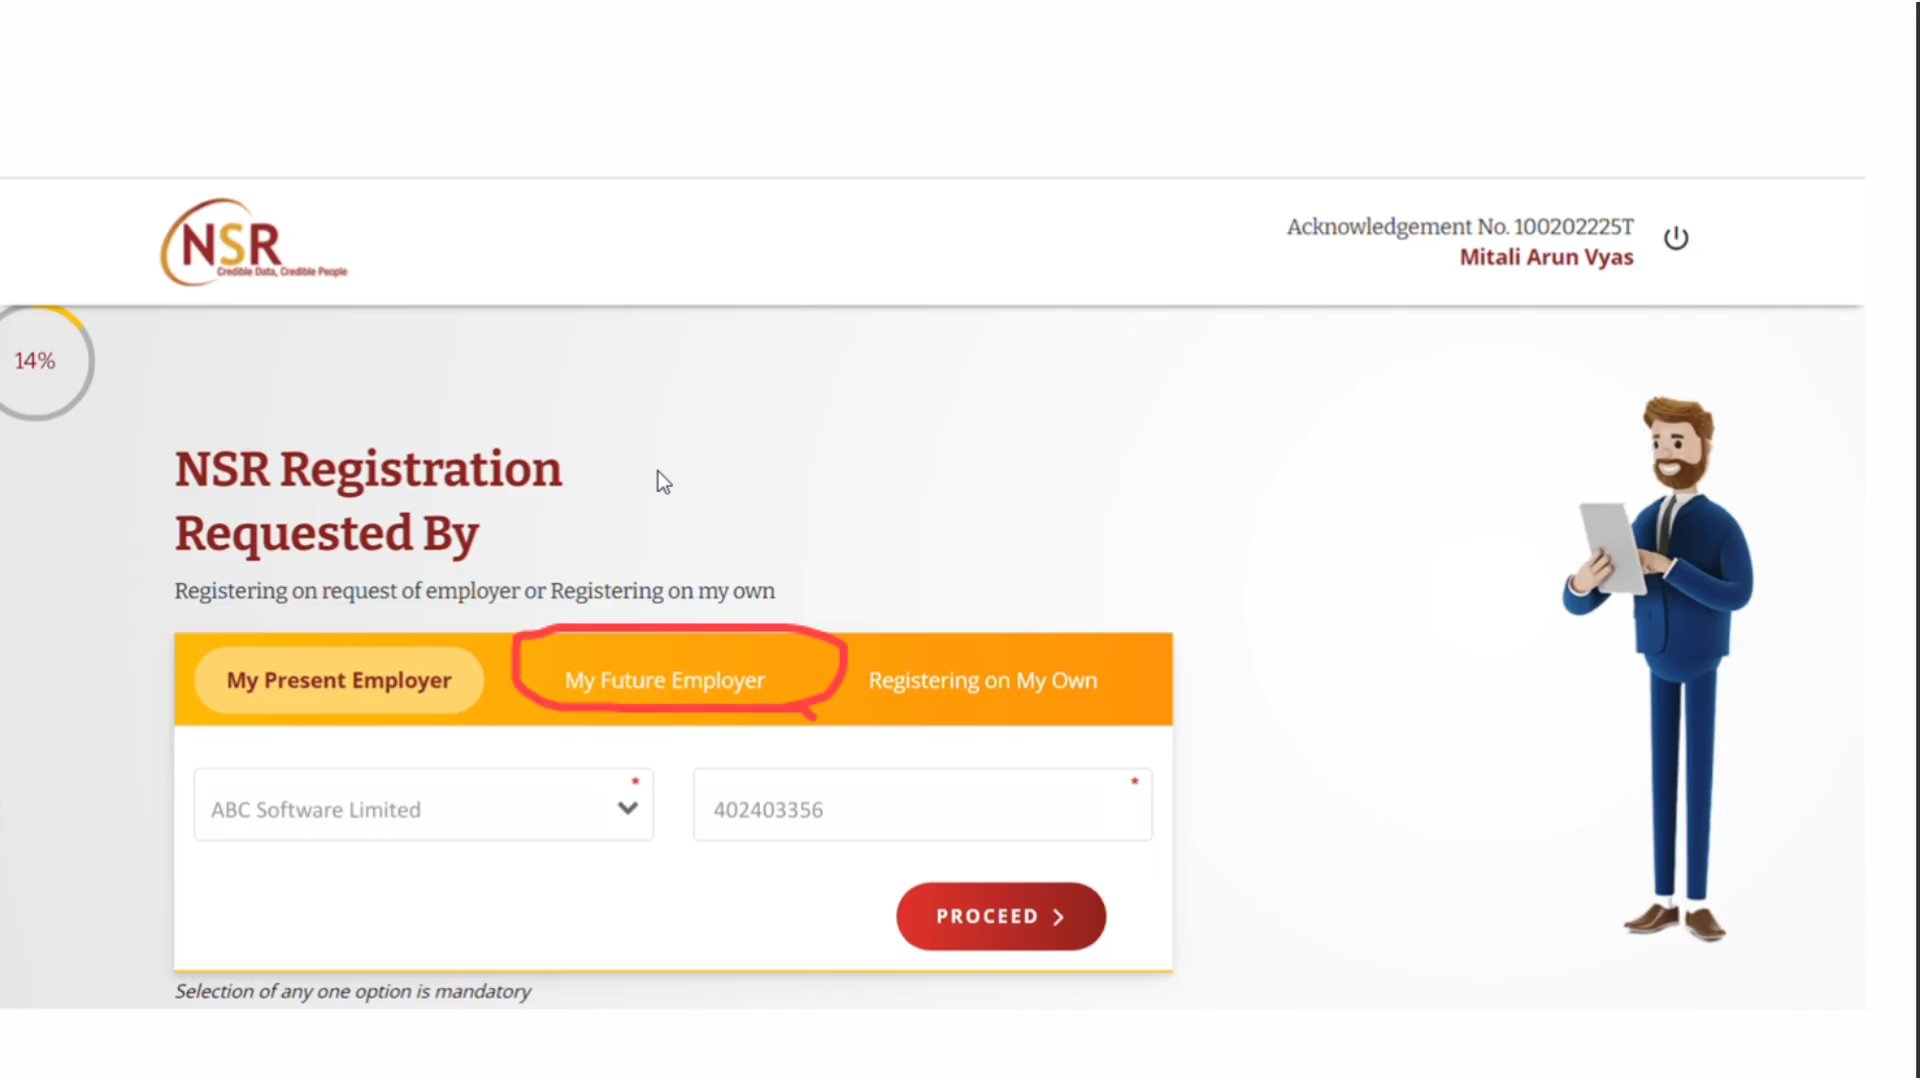 NSR
Credible Data, Credible People
Acknowledgement No. 100202225T
Mitali Arun Vyas
14%
NSR Registration
Requested By
Registering on request of employer or Registering on my own
My Present Employer
My Future Employer
Registering on My Own
ABC Software Limited *
402403356 *
PROCEED >
Selection of any one option is mandatory